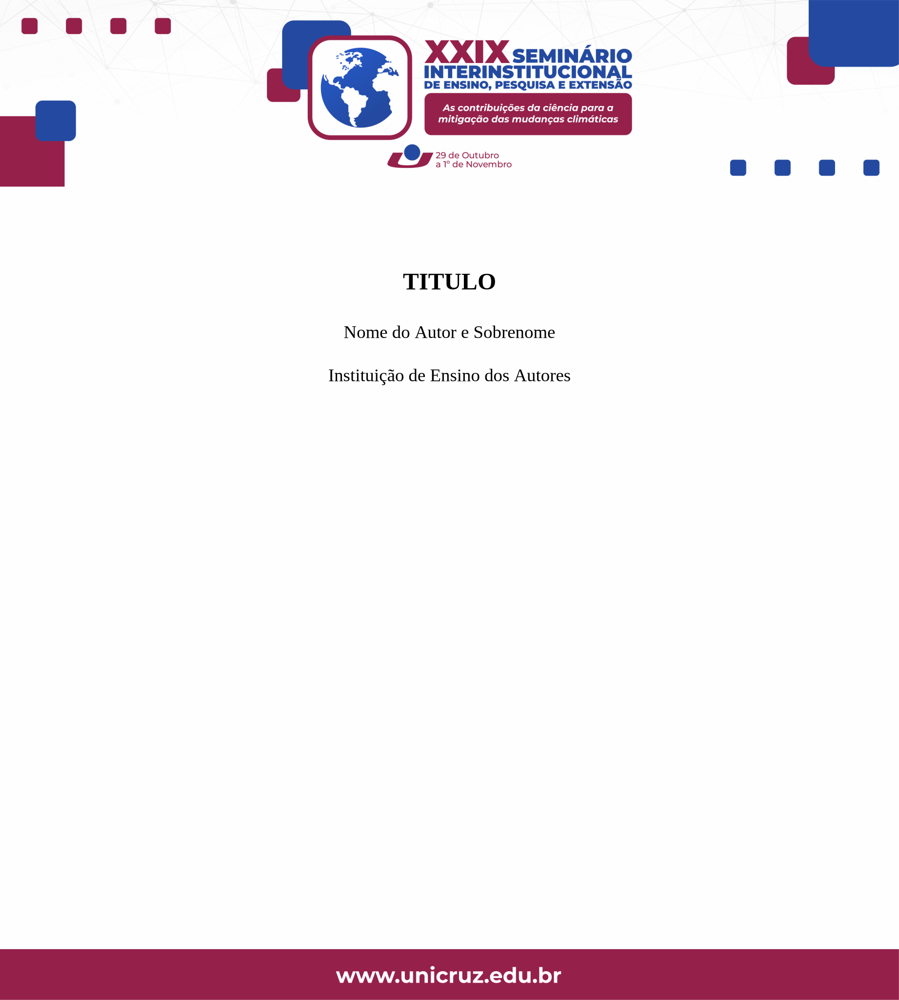 XXIX SEMINÁRIO
INTERINSTITUCIONAL
DE ENSINO, PESQUISA E EXTENSÃO
As contribuições da ciência para a
mitigação das mudanças climáticas
29 de Outubro
a 1º de Novembro
TITULO
Nome do Autor e Sobrenome
Instituição de Ensino dos Autores
www.unicruz.edu.br